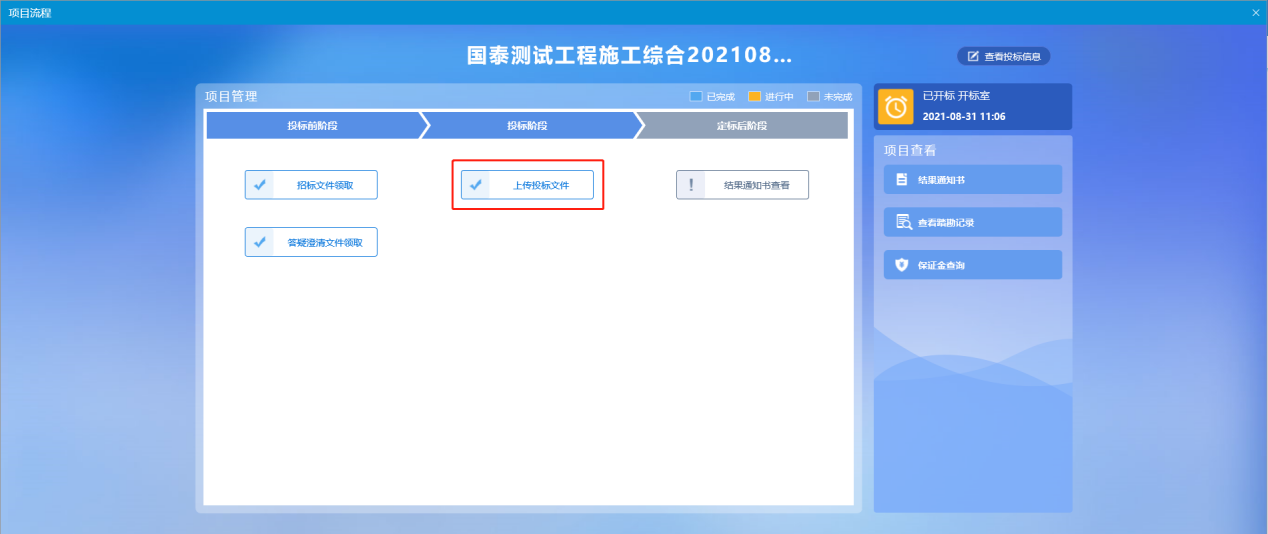 项目流程
国泰测试工程施工综合202108...
查看投标信息
项目管理
已完成
进行中
未完成
投标前阶段
投标阶段
定标后阶段
招标文件领取
上传投标文件
结果通知书查看
答疑澄清文件领取
已开标 开标室
2021-08-31 11:06
项目查看
结果通知书
查看踏勘记录
保证金查询